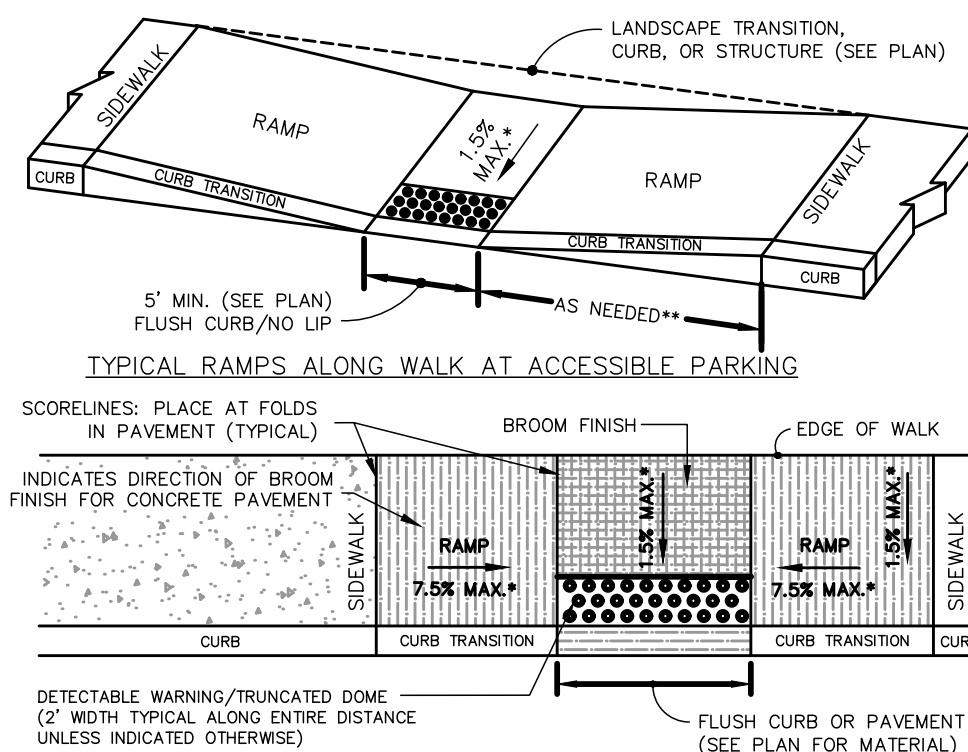 LANDSCAPE TRANSITION,
CURB, OR STRUCTURE (SEE PLAN)
SIDEWALK
RAMP
1.5%
MAX.*
RAMP
SIDEWALK
CURB
CURB TRANSITION
CURB TRANSITION
CURB
5' MIN. (SEE PLAN)
FLUSH CURB/NO LIP
AS NEEDED**
TYPICAL RAMPS ALONG WALK AT ACCESSIBLE PARKING
SCORELINES: PLACE AT FOLDS
IN PAVEMENT (TYPICAL)
BROOM FINISH
EDGE OF WALK
INDICATES DIRECTION OF BROOM
FINISH FOR CONCRETE PAVEMENT
SIDEWALK
RAMP
7.5% MAX.*
1.5% MAX.*
RAMP
7.5% MAX.*
1.5% MAX.*
SIDEWALK
CURB
CURB TRANSITION
CURB TRANSITION
CUR
DETECTABLE WARNING/TRUNCATED DOME
(2' WIDTH TYPICAL ALONG ENTIRE DISTANCE
UNLESS INDICATED OTHERWISE)
FLUSH CURB OR PAVEMENT
(SEE PLAN FOR MATERIAL)